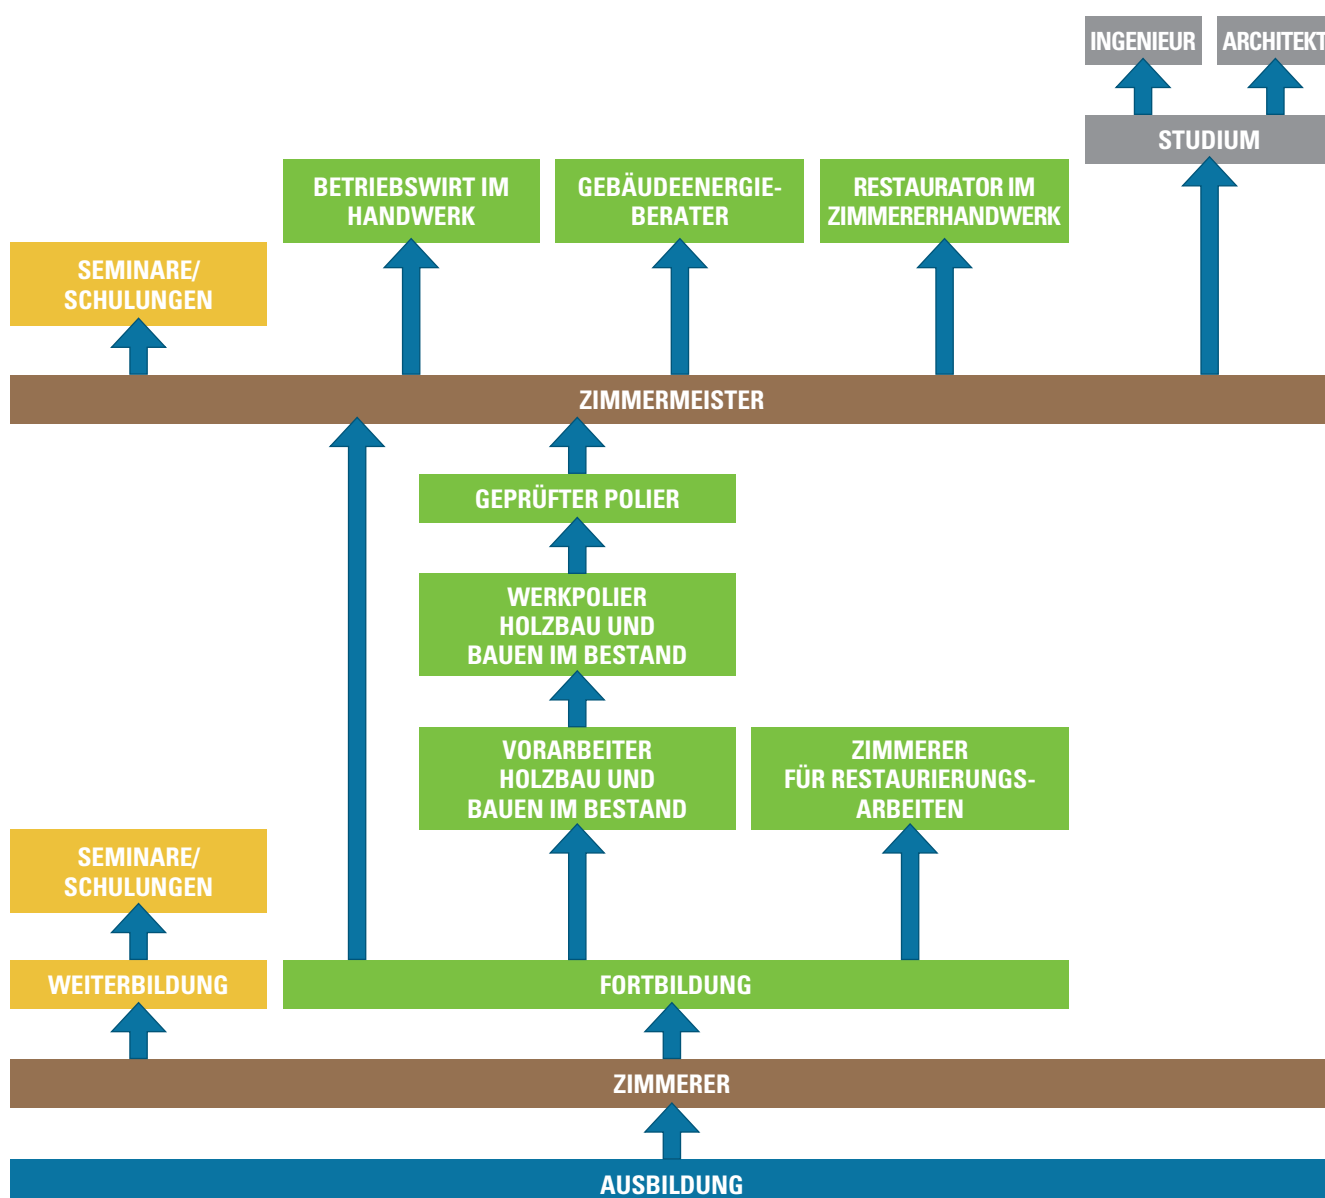 INGENIEUR
ARCHITEKT
STUDIUM
BETRIEBSWIRT IM
HANDWERK
GEBÄUDEENERGIE-
BERATER
RESTAURATOR IM
ZIMMERERHANDWERK
SEMINARE/
SCHULUNGEN
ZIMMERMEISTER
GEPRÜFTER POLIER
WERKPOLIER
HOLZBAU UND
BAUEN IM BESTAND
VORARBEITER
HOLZBAU UND
BAUEN IM BESTAND
ZIMMERER
FÜR RESTAURIERUNGS-
ARBEITEN
SEMINARE/
SCHULUNGEN
WEITERBILDUNG
FORTBILDUNG
ZIMMERER
AUSBILDUNG